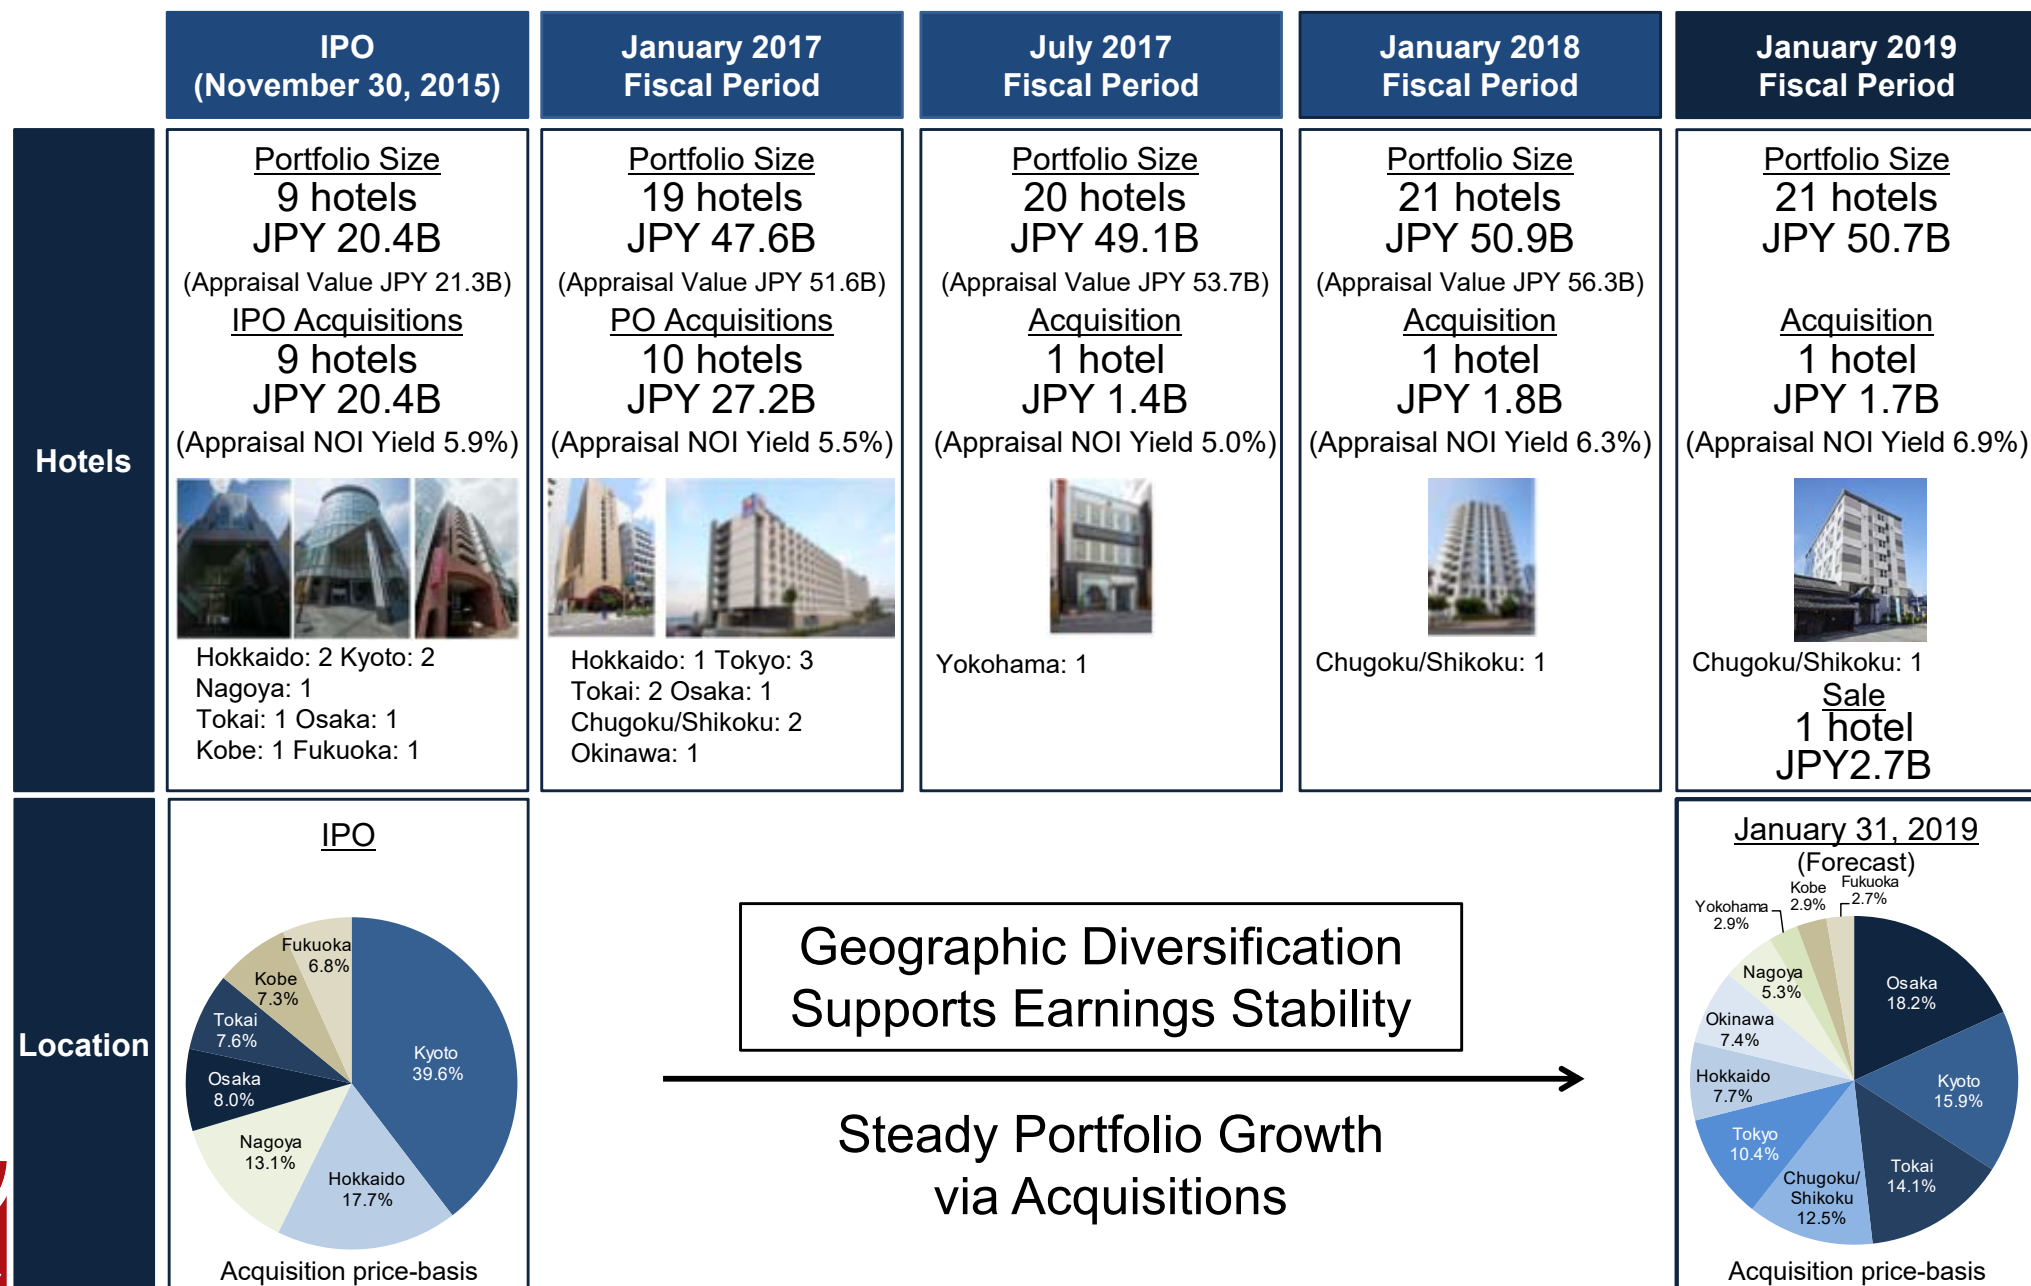 IPO
(November 30, 2015)
January 2017
Fiscal Period
July 2017
Fiscal Period
January 2018
Fiscal Period
January 2019
Fiscal Period
Hotels
Portfolio Size
9 hotels
JPY 20.4B
(Appraisal Value JPY 21.3B)
IPO Acquisitions
9 hotels
JPY 20.4B
(Appraisal NOI Yield 5.9%)
Hokkaido: 2 Kyoto: 2
Nagoya: 1
Tokai: 1 Osaka: 1
Kobe: 1 Fukuoka: 1
Portfolio Size
19 hotels
JPY 47.6B
(Appraisal Value JPY 51.6B)
PO Acquisitions
10 hotels
JPY 27.2B
(Appraisal NOI Yield 5.5%)
Hokkaido: 1 Tokyo: 3
Tokai: 2 Osaka: 1
Chugoku/Shikoku: 2
Okinawa: 1
Portfolio Size
20 hotels
JPY 49.1B
(Appraisal Value JPY 53.7B)
Acquisition
1 hotel
JPY 1.4B
(Appraisal NOI Yield 5.0%)
Yokohama: 1
Portfolio Size
21 hotels
JPY 50.9B
(Appraisal Value JPY 56.3B)
Acquisition
1 hotel
JPY 1.8B
(Appraisal NOI Yield 6.3%)
Chugoku/Shikoku: 1
Portfolio Size
21 hotels
JPY 50.7B
Acquisition
1 hotel
JPY 1.7B
(Appraisal NOI Yield 6.9%)
Chugoku/Shikoku: 1
Sale
1 hotel
JPY2.7B
Location
IPO
Kyoto
39.6%
Hokkaido
17.7%
Nagoya
13.1%
Osaka
8.0%
Tokai
7.6%
Kobe
7.3%
Fukuoka
6.8%
Acquisition price-basis
Geographic Diversification
Supports Earnings Stability
Steady Portfolio Growth
via Acquisitions
January 31, 2019
(Forecast)
Osaka
18.2%
Kyoto
15.9%
Tokai
14.1%
Chugoku/
Shikoku
12.5%
Tokyo
10.4%
Hokkaido
7.7%
Okinawa
7.4%
Nagoya
5.3%
Yokohama
2.9%
Kobe
2.9%
Fukuoka
2.7%
Acquisition price-basis